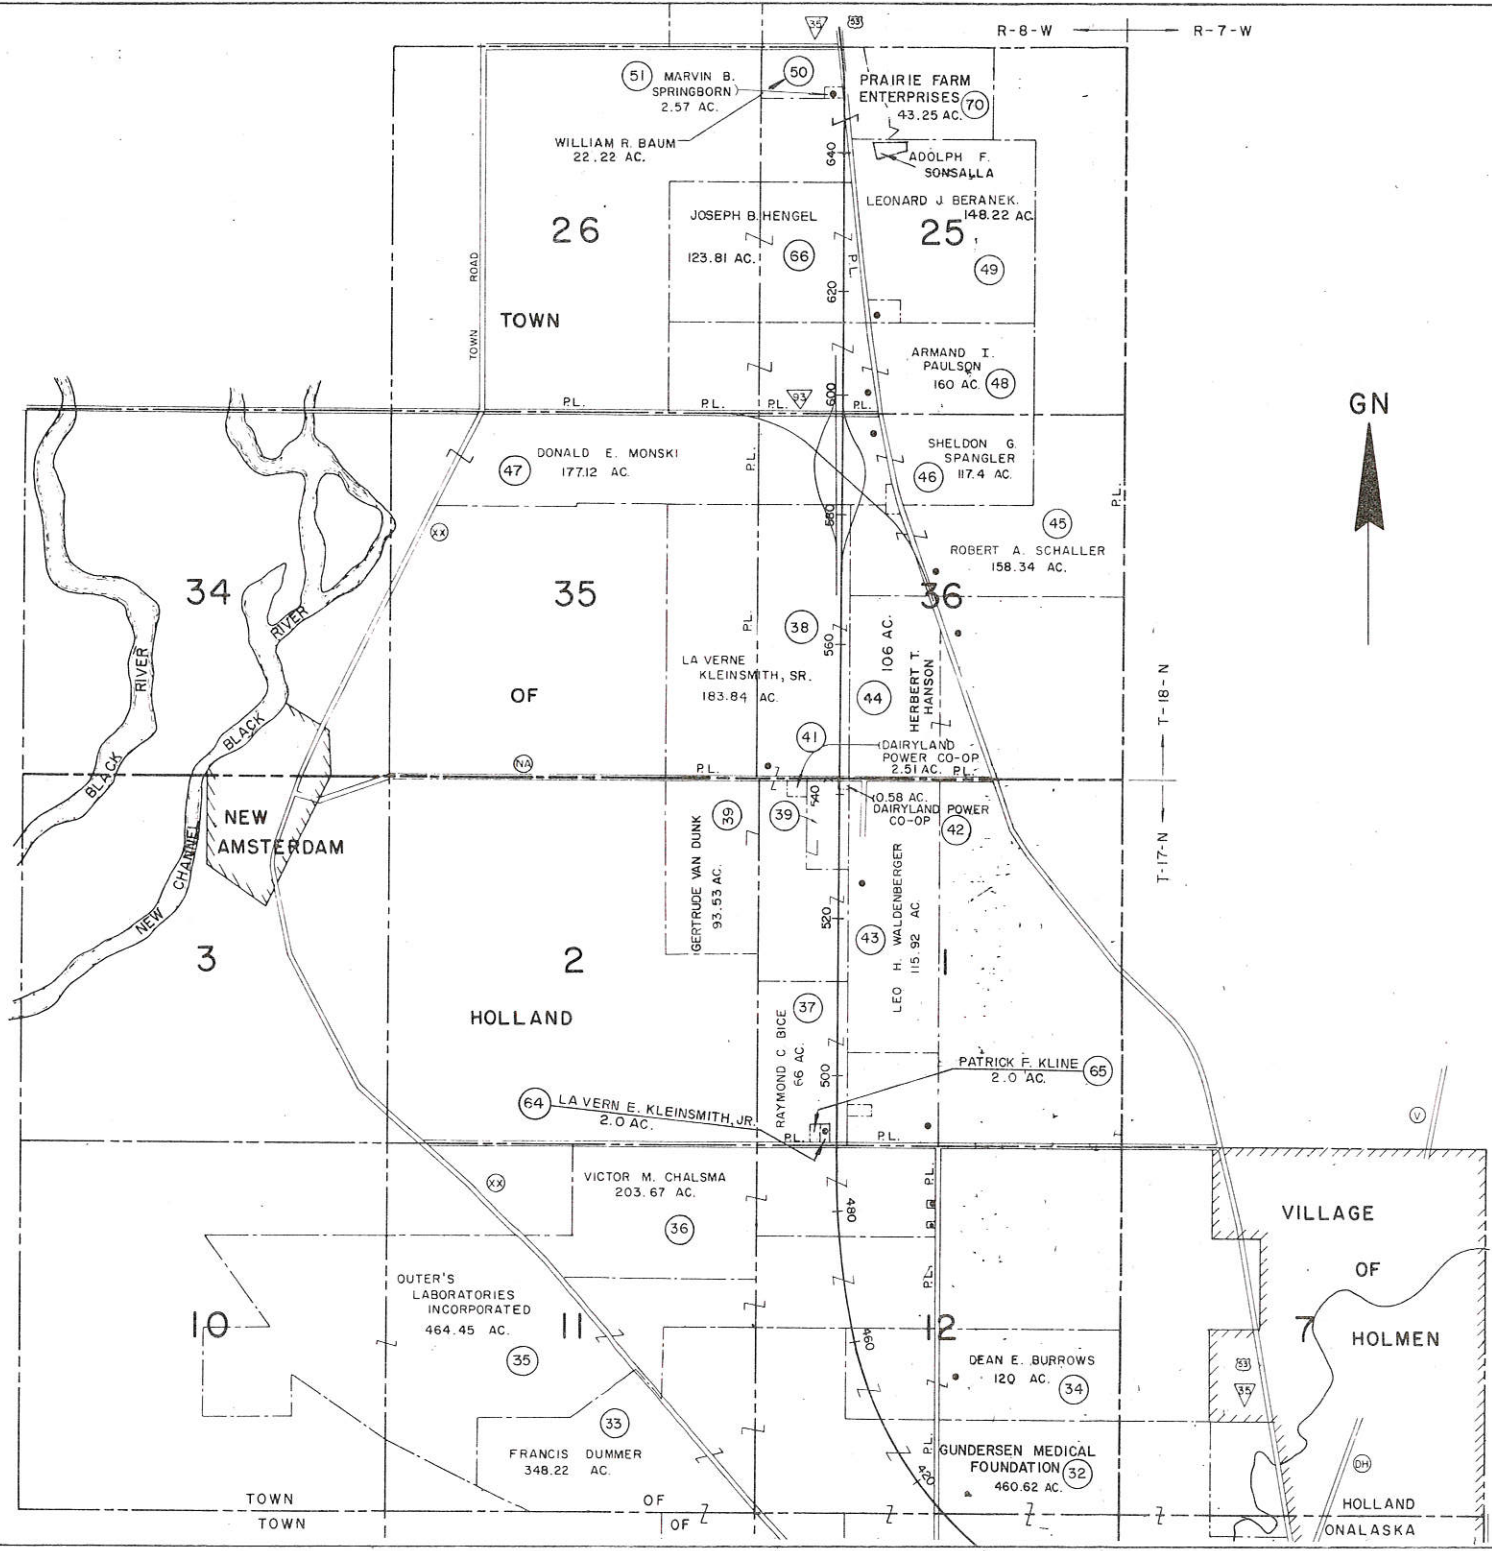 35 53
R-8-W R-7-W
51 MARVIN B.
SPRINGBORN
2.57 AC.
50
PRAIRIE FARM
ENTERPRISES 70
43.25 AC.
WILLIAM R. BAUM
22.22 AC.
640
ADOLPH F.
SONSALLA
LEONARD J BERANEK.
148.22 AC.
26
JOSEPH B. HENGEL
123.81 AC. 66
25
49
P.L.
620
TOWN ROAD
TOWN
ARMAND I.
PAULSON
160 AC. 48
P.L. P.L. P.L. 93 600 P.L.
GN
47 DONALD E. MONSKI
177.12 AC.
P.L.
SHELDON G.
SPANGLER
46 117.4 AC.
P.L.
580
45
ROBERT A. SCHALLER
158.34 AC.
XX
34
35
36
RIVER
RIVER
P.L.
38
560
106 AC.
HERBERT T.
HANSON
LA VERNE
KLEINSMITH, SR.
183.84 AC.
44
OF
T-18-N
BLACK
BLACK
41
DAIRYLAND
POWER CO-OP
2.51 AC. P.L.
NA
P.L.
540
0.58 AC.
DAIRYLAND POWER
CO-OP
42
T-17-N
NEW
AMSTERDAM
39
39
GERTRUDE VAN DUNK
93.53 AC.
CHANNEL
NEW
520
43
LEO H. WALDENBERGER
115.92 AC.
3
2
1
HOLLAND
37
RAYMOND C BICE
66 AC.
500
PATRICK F. KLINE 65
2.0 AC.
64 LA VERN E. KLEINSMITH, JR.
2.0 AC.
P.L. P.L.
V
VICTOR M. CHALSMA
203.67 AC.
36
XX
P.L.
480
VILLAGE
OF
HOLMEN
OUTER'S
LABORATORIES
INCORPORATED
464.45 AC.
35
P.L.
10
11
12
7
460
DEAN E. BURROWS
120 AC. 34
53
35
33
FRANCIS DUMMER
348.22 AC.
P.L.
420
GUNDERSEN MEDICAL
FOUNDATION 32
460.62 AC.
DH
TOWN OF HOLLAND
TOWN OF ONALASKA